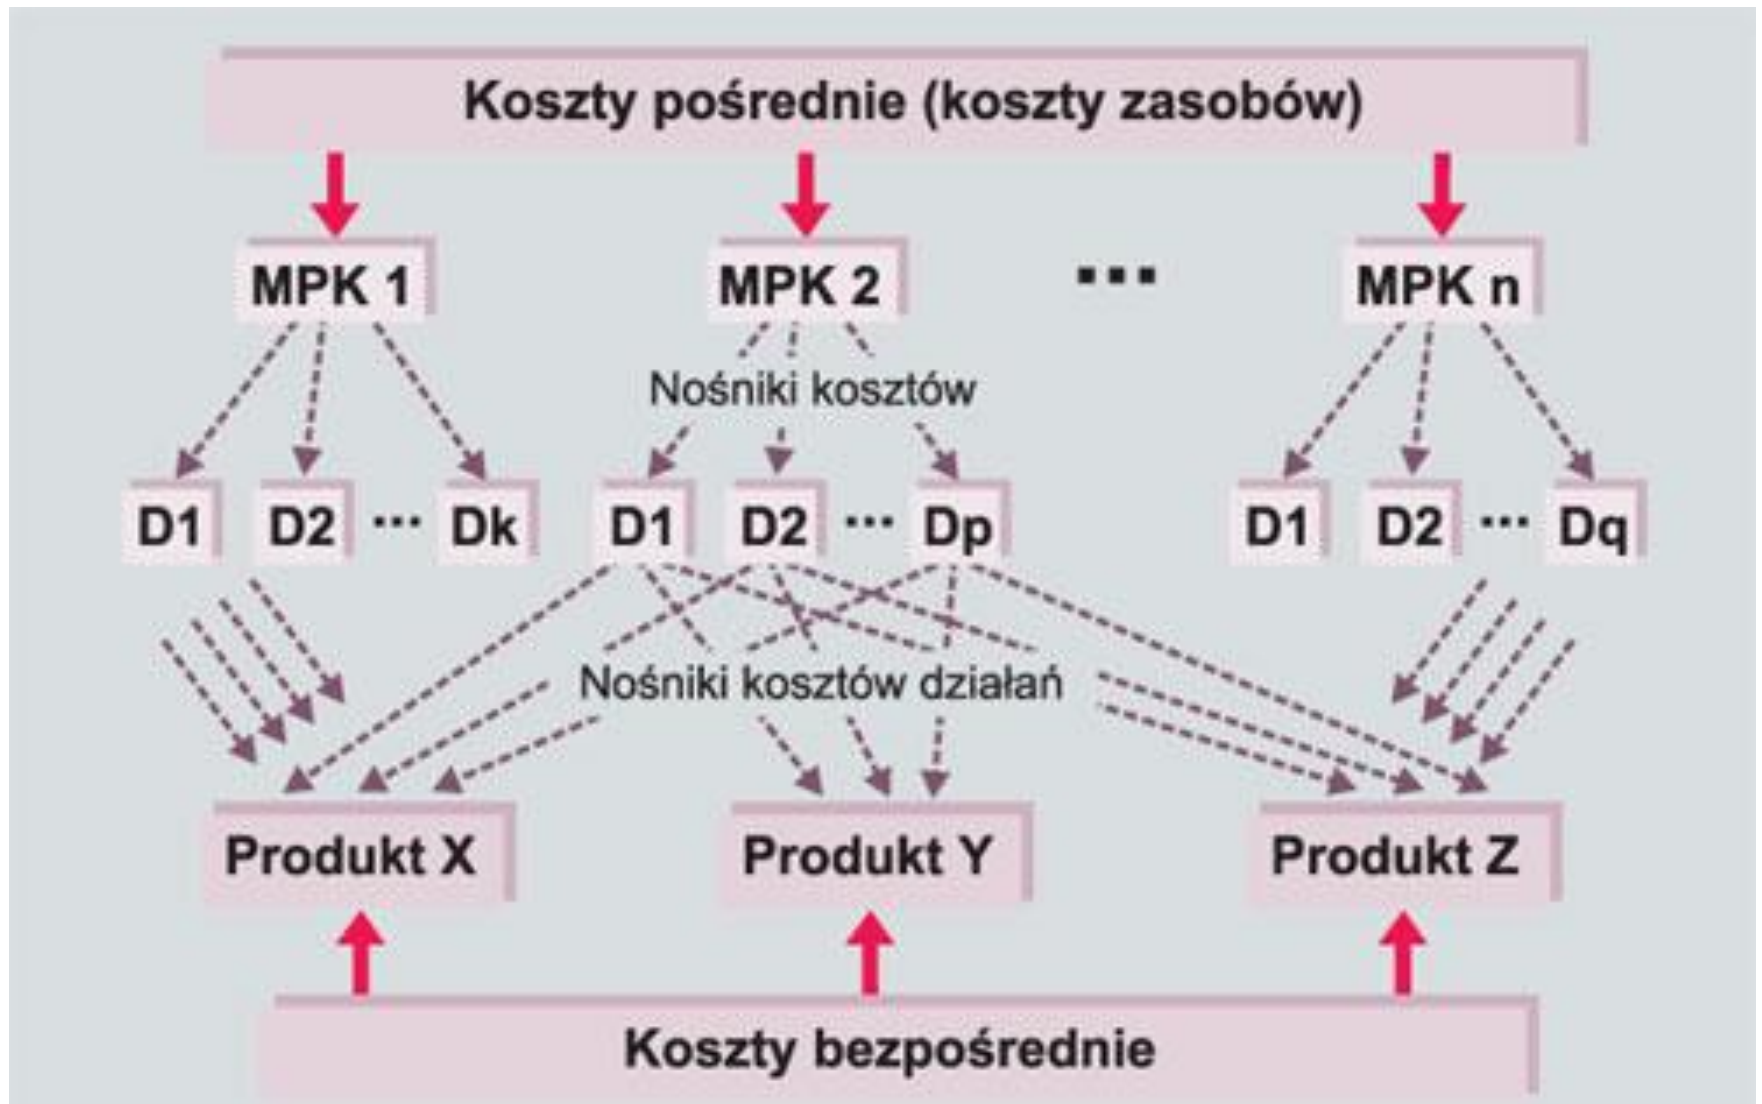 Koszty pośrednie (koszty zasobów)
MPK 1 MPK 2 ... MPK n
Nośniki kosztów
D1 D2 ... Dk D1 D2 ... Dp D1 D2 ... Dq
Nośniki kosztów działań
Produkt X Produkt Y Produkt Z
Koszty bezpośrednie